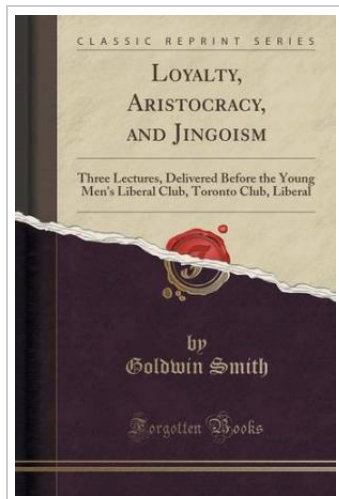 CLASSIC REPRINT SERIES
LOYALTY,
ARISTOCRACY,
AND JINGOISM
Three Lectures, Delivered Before the Young
Men's Liberal Club, Toronto Club, Liberal
by
Goldwin Smith
Forgotten Books